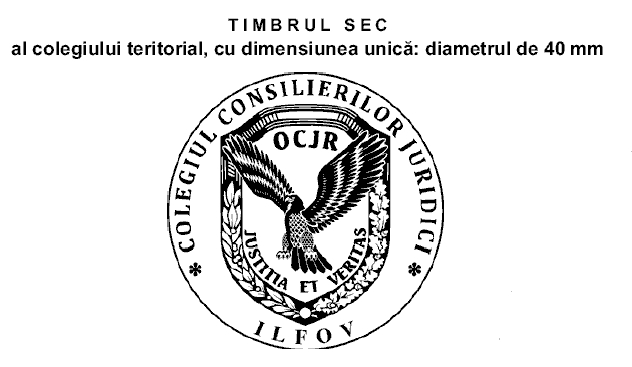 TIMBRUL SEC
al colegiului teritorial, cu dimensiunea unică: diametrul de 40 mm
* COLEGIUL CONSILIERILOR JURIDICI *
OCJR
JUSTITIA ET VERITAS
ILFOV